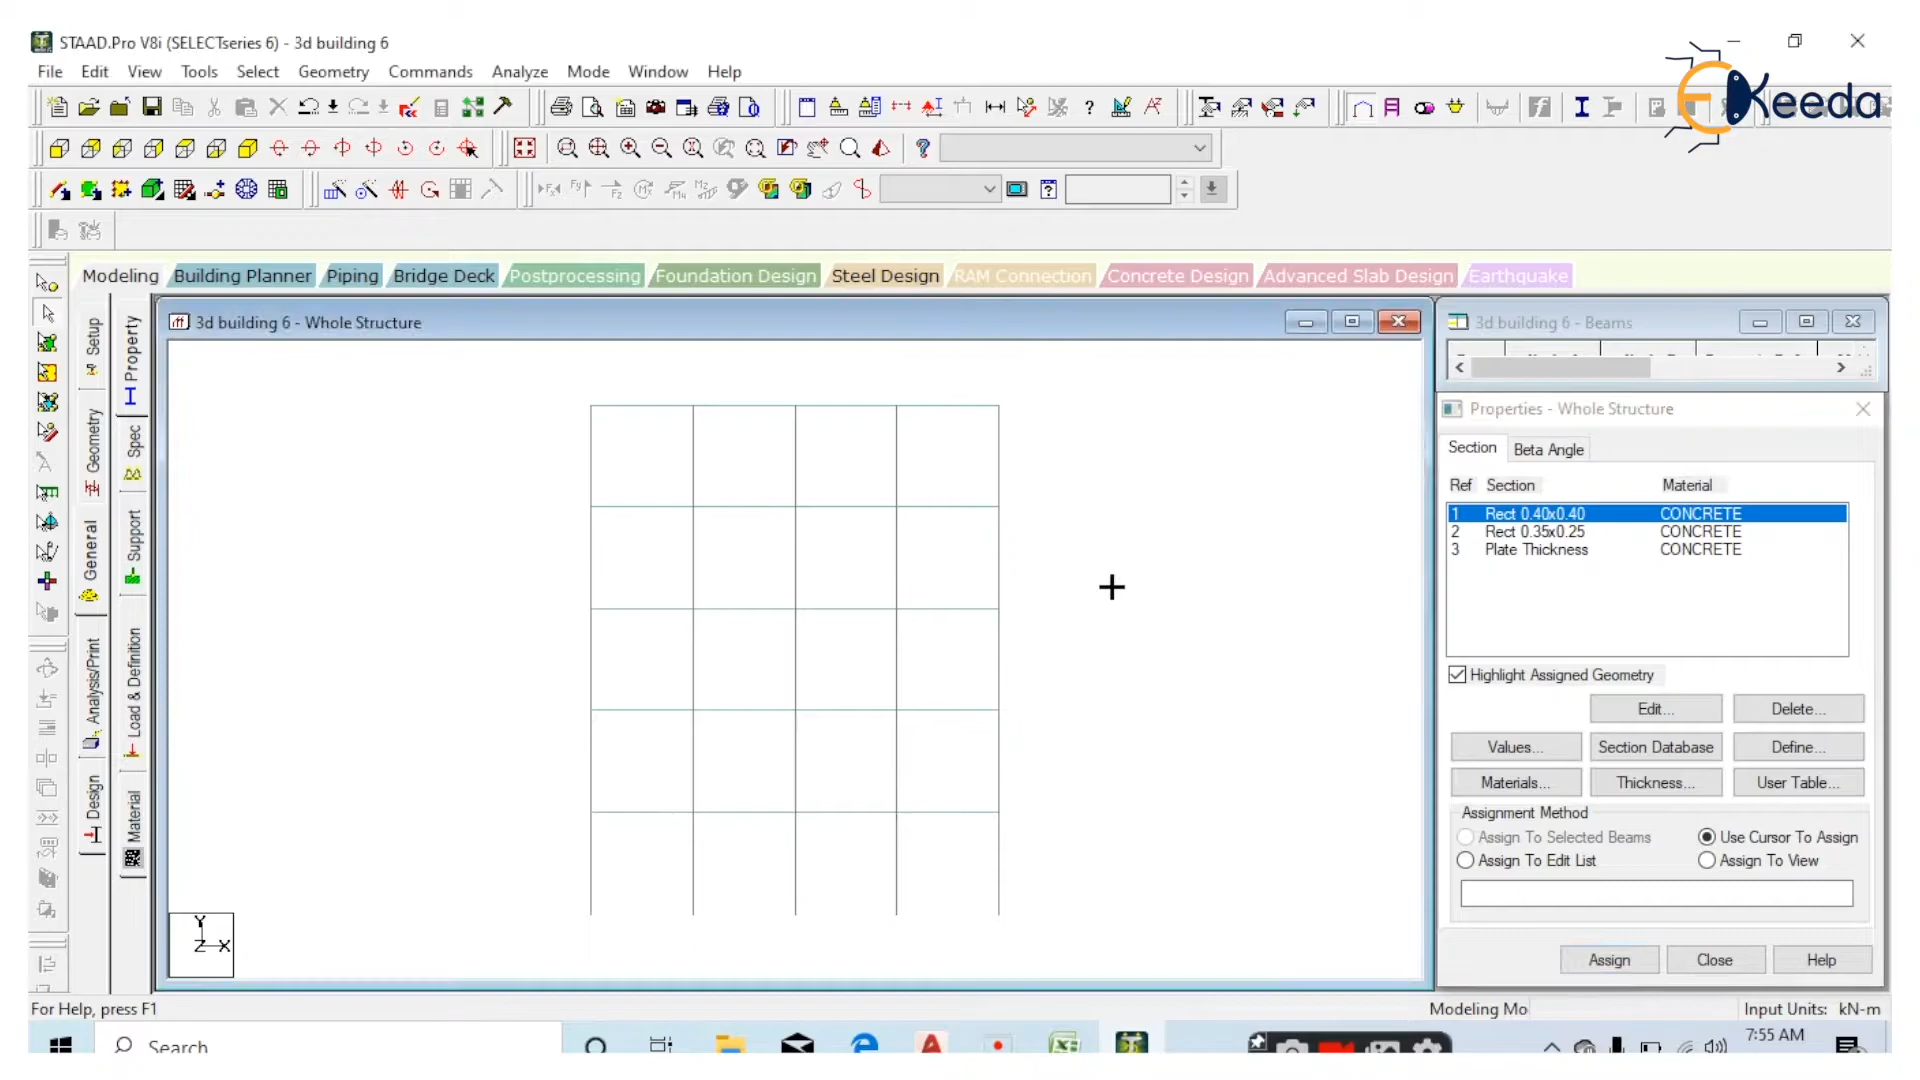 STAAD.Pro V8i (SELECTseries 6) - 3d building 6
File Edit View Tools Select Geometry Commands Analyze Mode Window Help
Keeda
Modeling Building Planner Piping Bridge Deck Postprocessing Foundation Design Steel Design RAM Connection Concrete Design Advanced Slab Design Earthquake
3d building 6 - Whole Structure
3d building 6 - Beams
Properties - Whole Structure
Section Beta Angle
Ref Section Material
1 Rect 0.40x0.40 CONCRETE
2 Rect 0.35x0.25 CONCRETE
3 Plate Thickness CONCRETE
Highlight Assigned Geometry
Edit... Delete...
Values... Section Database Define...
Materials... Thickness... User Table...
Assignment Method
Assign To Selected Beams Use Cursor To Assign
Assign To Edit List Assign To View
Assign Close Help
Setup
Geometry
General
Analysis/Print
Design
Property
Spec
Support
Load & Definition
Material
Y
Z X
For Help, press F1
Modeling Mo
Input Units: kN-m
Search
7:55 AM